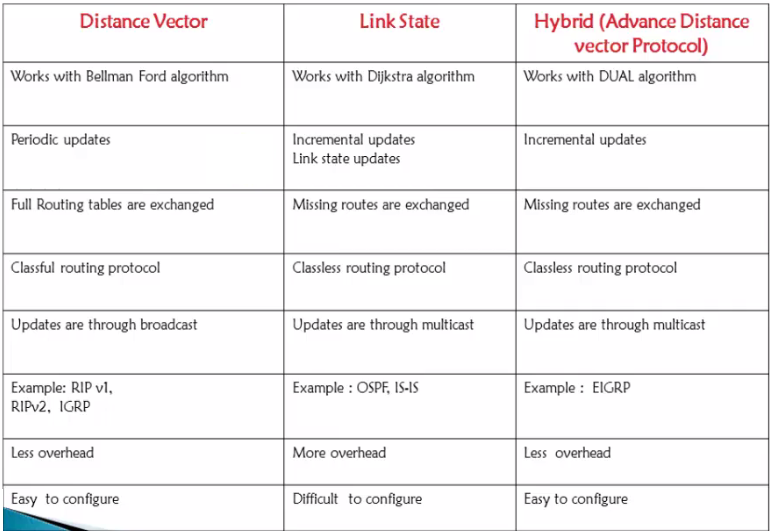 Distance Vector
Link State
Hybrid (Advance Distance
vector Protocol)
Works with Bellman Ford algorithm
Works with Dijkstra algorithm
Works with DUAL algorithm
Periodic updates
Incremental updates
Link state updates
Incremental updates
Full Routing tables are exchanged
Missing routes are exchanged
Missing routes are exchanged
Classful routing protocol
Classless routing protocol
Classless routing protocol
Updates are through broadcast
Updates are through multicast
Updates are through multicast
Example: RIP v1,
RIPv2, IGRP
Example : OSPF, IS-IS
Example : EIGRP
Less overhead
More overhead
Less overhead
Easy to configure
Difficult to configure
Easy to configure